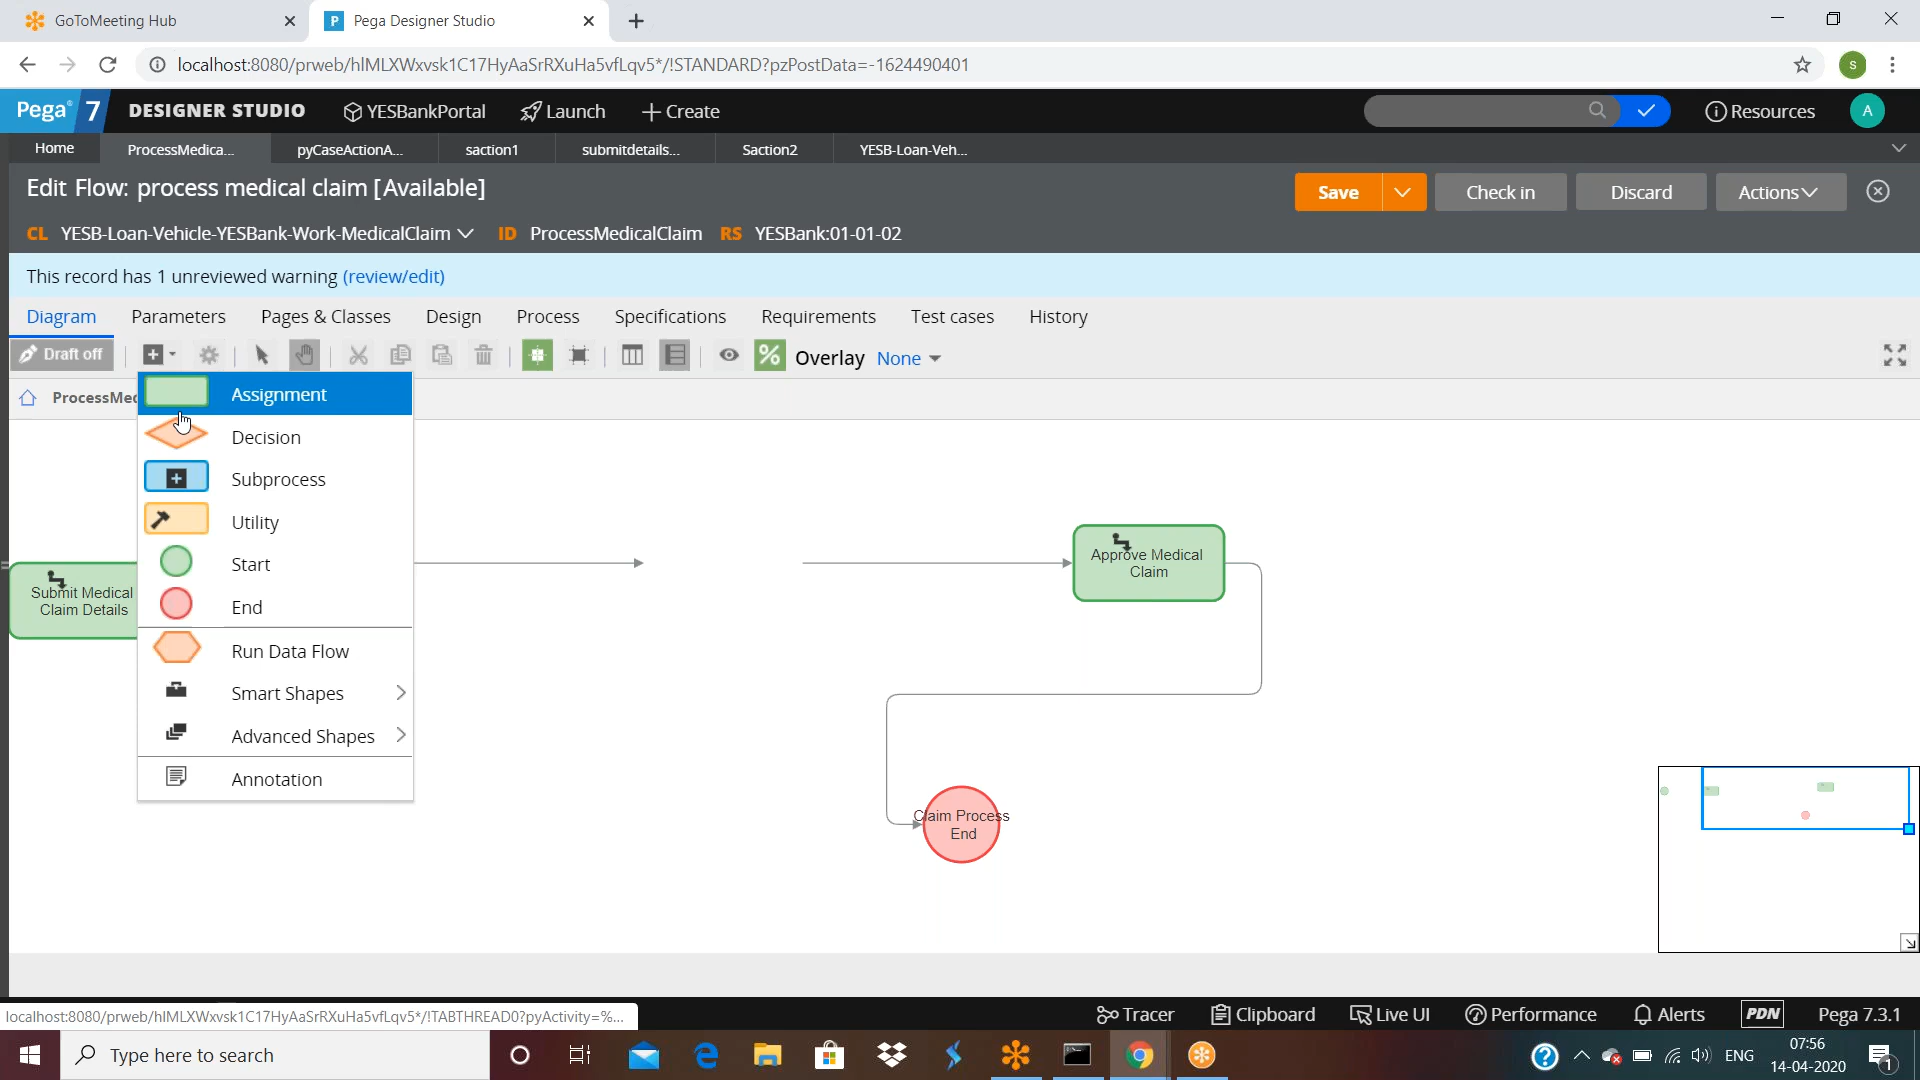 GoToMeeting Hub
Pega Designer Studio
localhost:8080/prweb/hIMLXWxvsk1C17HyAaSrRXuHa5vfLqv5*/!STANDARD?pzPostData=-1624490401
s
Pega 7 DESIGNER STUDIO YESBankPortal Launch Create Resources A
Home ProcessMedica... pyCaseActionA... saction1 submitdetails... Saction2 YESB-Loan-Veh...
Edit Flow: process medical claim [Available]
Save Check in Discard Actions
CL YESB-Loan-Vehicle-YESBank-Work-MedicalClaim ID ProcessMedicalClaim RS YESBank:01-01-02
This record has 1 unreviewed warning (review/edit)
Diagram Parameters Pages & Classes Design Process Specifications Requirements Test cases History
Draft off Overlay None
ProcessMed
Assignment
Decision
Subprocess
Utility
Start
End
Run Data Flow
Smart Shapes
Advanced Shapes
Annotation
Submit Medical
Claim Details
Approve Medical
Claim
Claim Process
End
localhost:8080/prweb/hIMLXWxvsk1C17HyAaSrRXuHa5vfLqv5*/!TABTHREAD0?pyActivity=%...
Tracer Clipboard Live UI Performance Alerts PDN Pega 7.3.1
Type here to search
ENG
07:56
14-04-2020
1